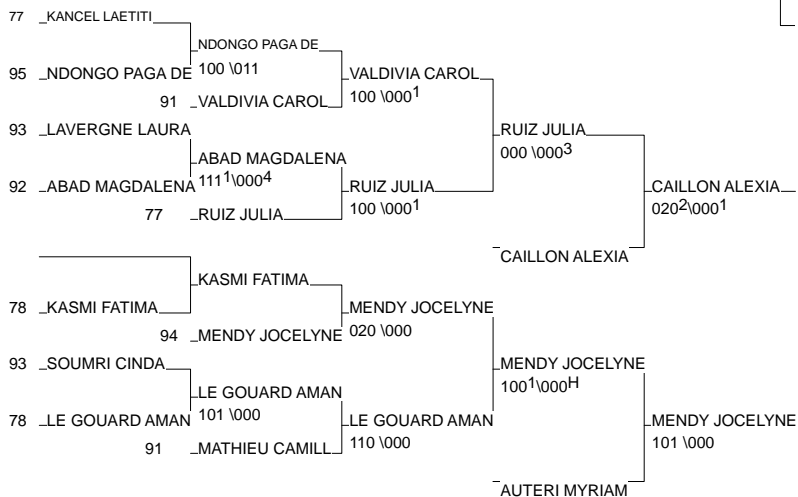 77 KANCEL LAETITI
NDONGO PAGA DE
95 NDONGO PAGA DE 100 \011 VALDIVIA CAROL
91 VALDIVIA CAROL 100 \000¹
93 LAVERGNE LAURA RUIZ JULIA
ABAD MAGDALENA 000 \000³
92 ABAD MAGDALENA 111¹\000⁴ RUIZ JULIA CAILLON ALEXIA
77 RUIZ JULIA 100 \000¹ 020²\000¹
CAILLON ALEXIA
KASMI FATIMA
78 KASMI FATIMA MENDY JOCELYNE
94 MENDY JOCELYNE 020 \000
93 SOUMRI CINDA MENDY JOCELYNE
LE GOUARD AMAN 100¹\000ᴴ
78 LE GOUARD AMAN 101 \000 LE GOUARD AMAN MENDY JOCELYNE
91 MATHIEU CAMILL 110 \000 101 \000
AUTERI MYRIAM